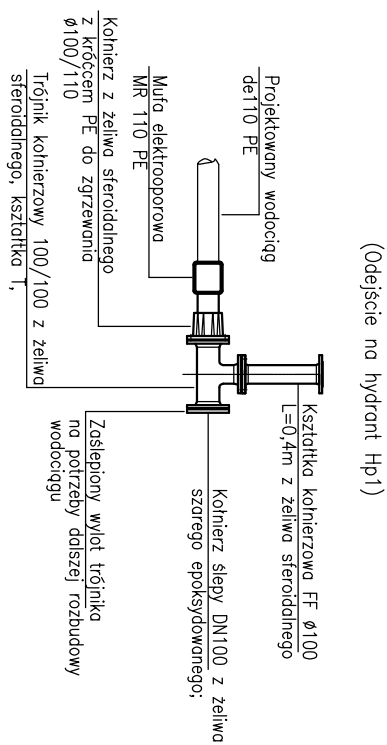 (Odejście na hydrant Hp1)
Projektowany wodociąg
de110 PE
Mufa elektrooporowa
MR 110 PE
Kołnierz z żeliwa sferoidalnego
z króćcem PE do zgrzewania
ø100/110
Trójnik kołnierzowy 100/100 z żeliwa
sferoidalnego, kształtka T,
Kształtka kołnierzowa FF ø100
L=0,4m z żeliwa sferoidalnego
Kołnierz ślepy DN100 z żeliwa
szarego epoksydowanego;
Zaślepiony wylot trójnika
na potrzeby dalszej rozbudowy
wodociągu